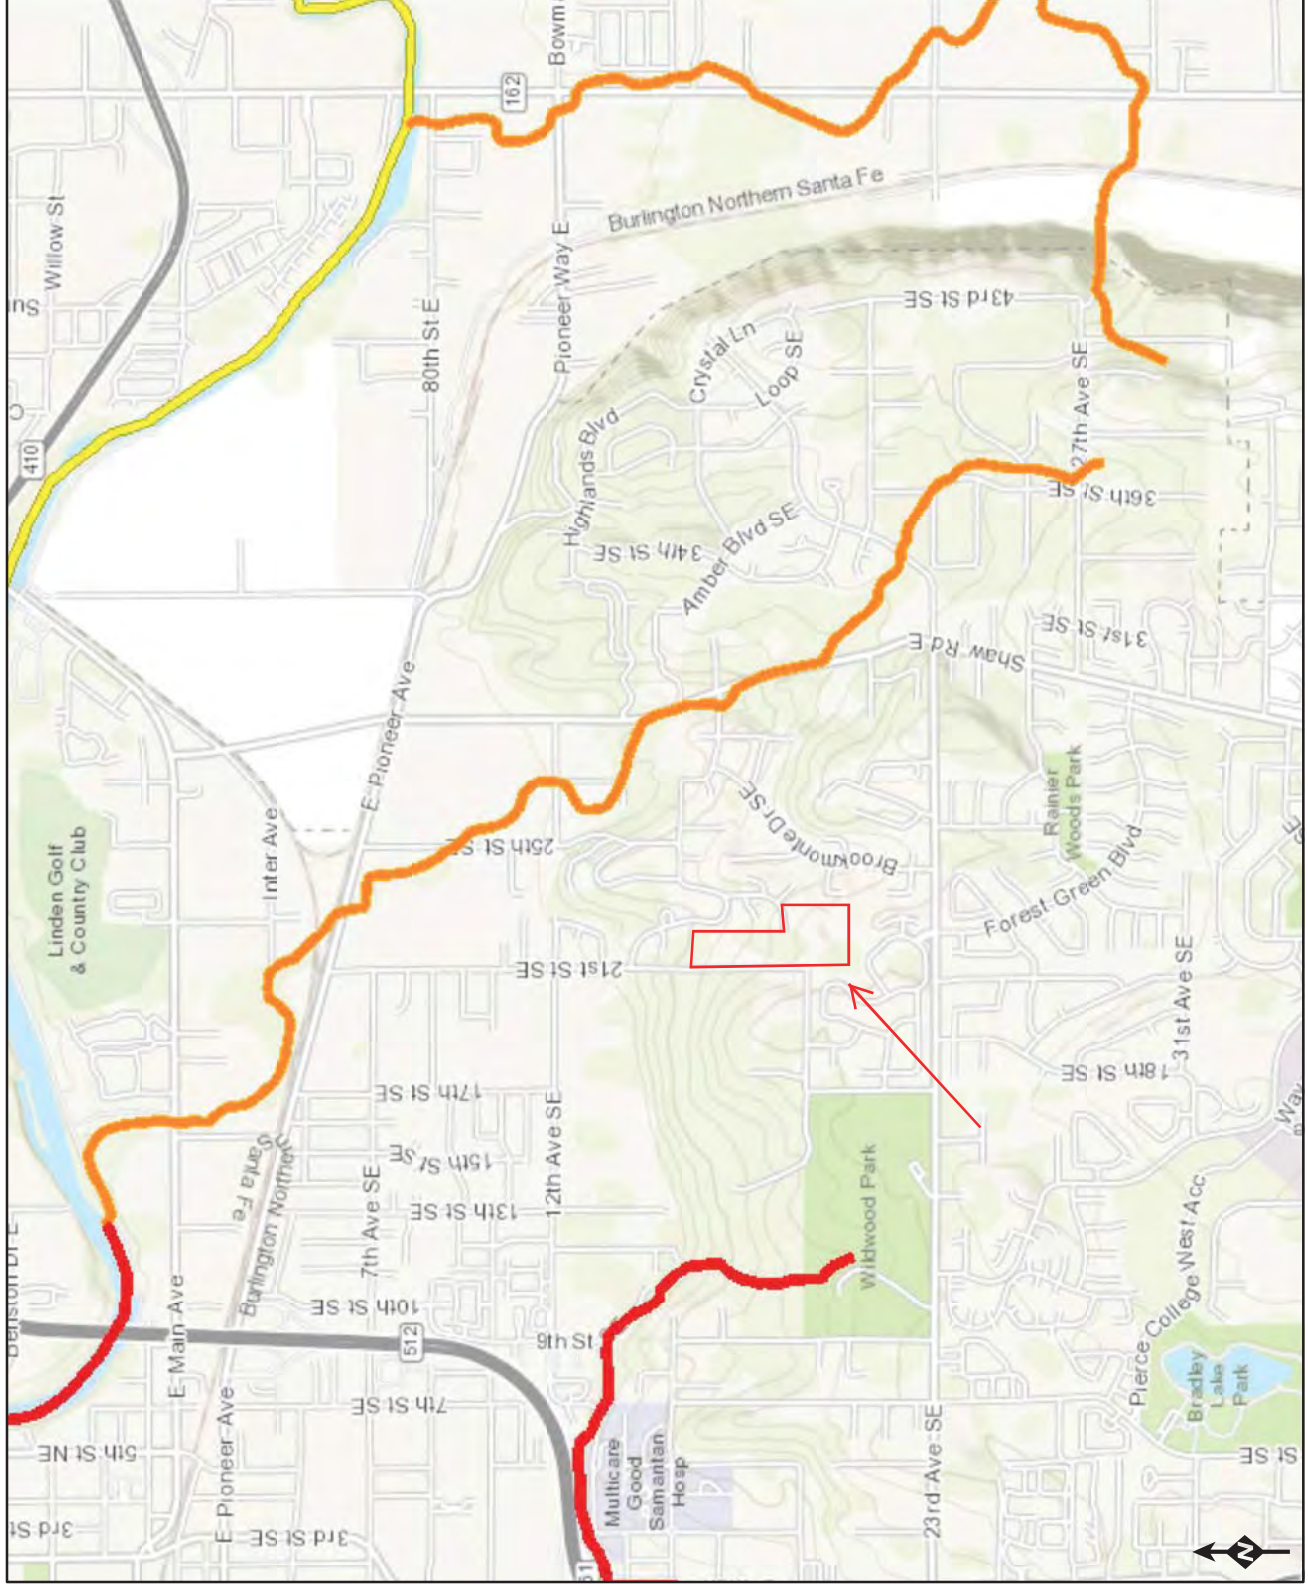 Bowm
162
Burlington Northern Santa Fe
Willow St
Pioneer Way E
80th St E
43rd St SE
410
Crystal Ln
Loop SE
27th Ave SE
Highlands Blvd
36th St SE
34th St SE
Amber Blvd SE
31st St SE
Shaw Rd E
E Pioneer Ave
Linden Golf
& Country Club
Inter Ave
25th St SE
Brookmonte Dr SE
Rainier
Woods Park
Forest Green Blvd
21st St SE
31st Ave SE
18th St SE
17th St SE
Burlington Northern
Santa Fe
15th St SE
12th Ave SE
13th St SE
7th Ave SE
Wildwood Park
Way
E Main Ave
10th St SE
512
9th St
Pierce College West Acc
Bradley
Lake
Park
7th St SE
E Pioneer Ave
5th St NE
Multicare
Good
Samantan
Hosp
23rd Ave SE
St SE
3rd St
3rd St SE
N